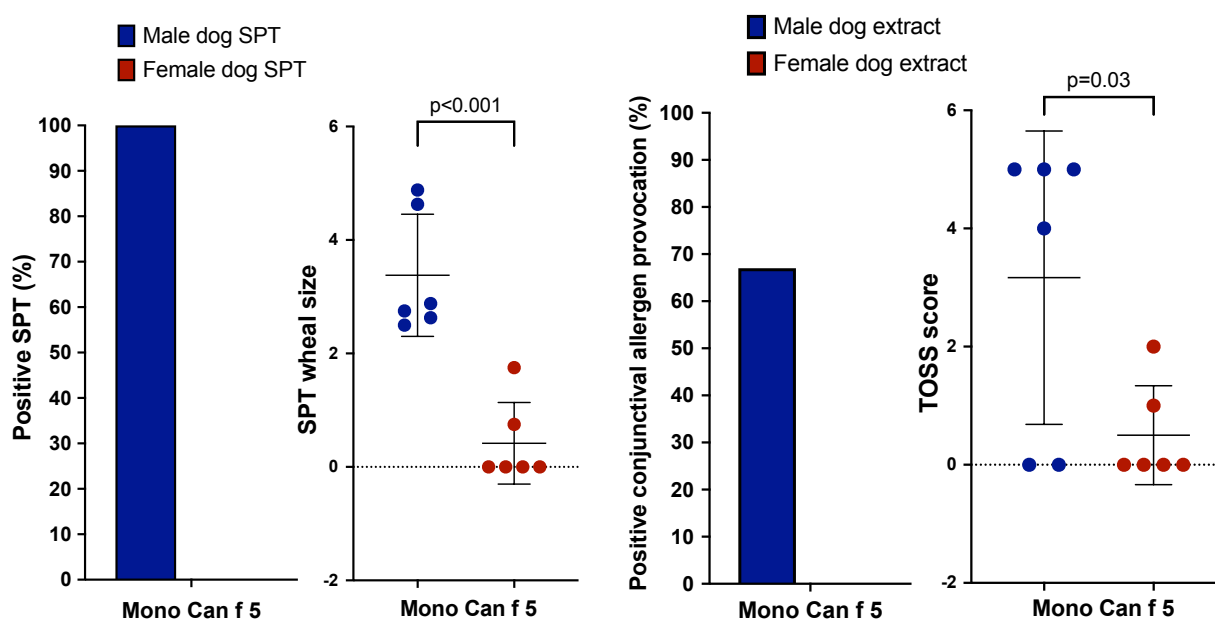 Male dog SPT
Female dog SPT
Positive SPT (%)
100
90
80
70
60
50
40
30
20
10
0
Mono Can f 5
p<0.001
SPT wheal size
6
4
2
0
-2
Mono Can f 5
Male dog extract
Female dog extract
Positive conjunctival allergen provocation (%)
100
90
80
70
60
50
40
30
20
10
0
Mono Can f 5
p=0.03
TOSS score
6
4
2
0
-2
Mono Can f 5